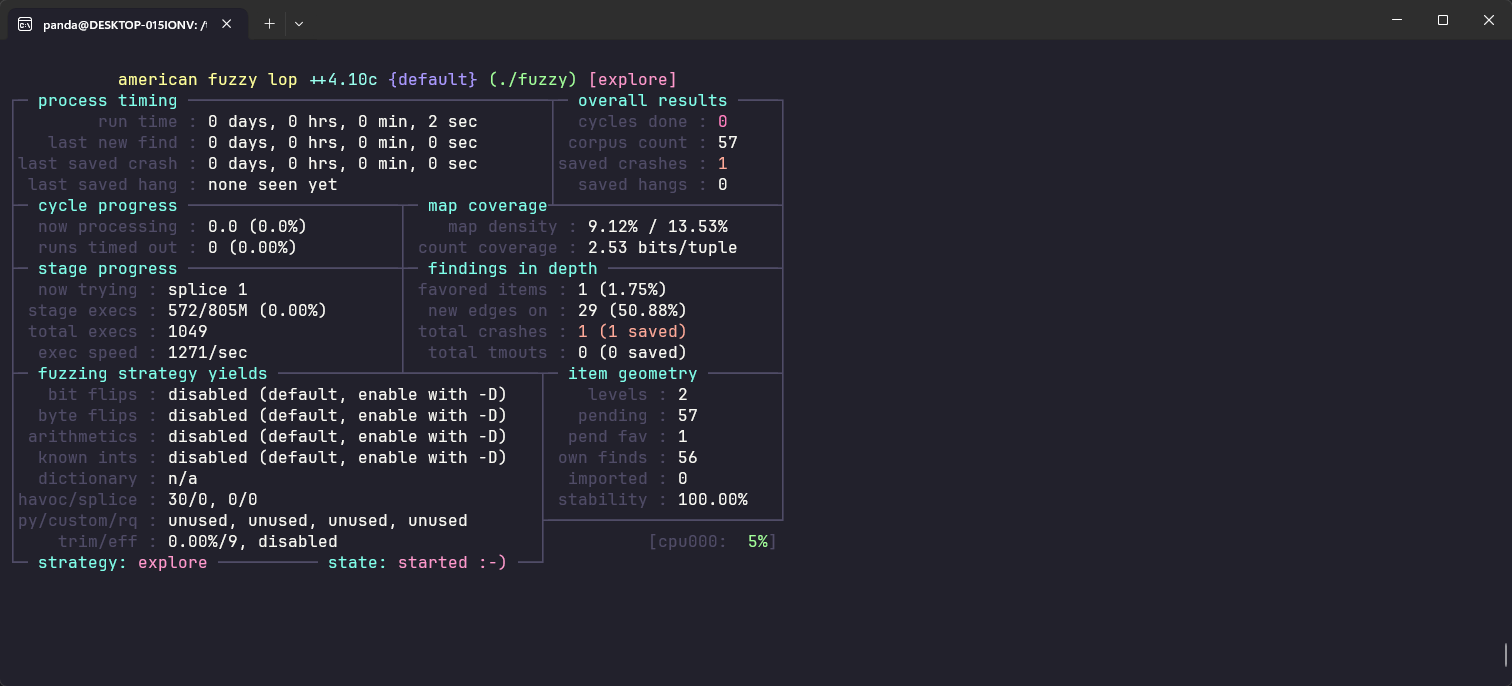 panda@DESKTOP-015IONV: /
american fuzzy lop ++4.10c {default} (./fuzzy) [explore]
process timing overall results
run time : 0 days, 0 hrs, 0 min, 2 sec cycles done : 0
last new find : 0 days, 0 hrs, 0 min, 0 sec corpus count : 57
last saved crash : 0 days, 0 hrs, 0 min, 0 sec saved crashes : 1
last saved hang : none seen yet saved hangs : 0
cycle progress map coverage
now processing : 0.0 (0.0%) map density : 9.12% / 13.53%
runs timed out : 0 (0.00%) count coverage : 2.53 bits/tuple
stage progress findings in depth
now trying : splice 1 favored items : 1 (1.75%)
stage execs : 572/805M (0.00%) new edges on : 29 (50.88%)
total execs : 1049 total crashes : 1 (1 saved)
exec speed : 1271/sec total tmouts : 0 (0 saved)
fuzzing strategy yields item geometry
bit flips : disabled (default, enable with -D) levels : 2
byte flips : disabled (default, enable with -D) pending : 57
arithmetics : disabled (default, enable with -D) pend fav : 1
known ints : disabled (default, enable with -D) own finds : 56
dictionary : n/a imported : 0
havoc/splice : 30/0, 0/0 stability : 100.00%
py/custom/rq : unused, unused, unused, unused
trim/eff : 0.00%/9, disabled [cpu000: 5%]
strategy: explore state: started :-)